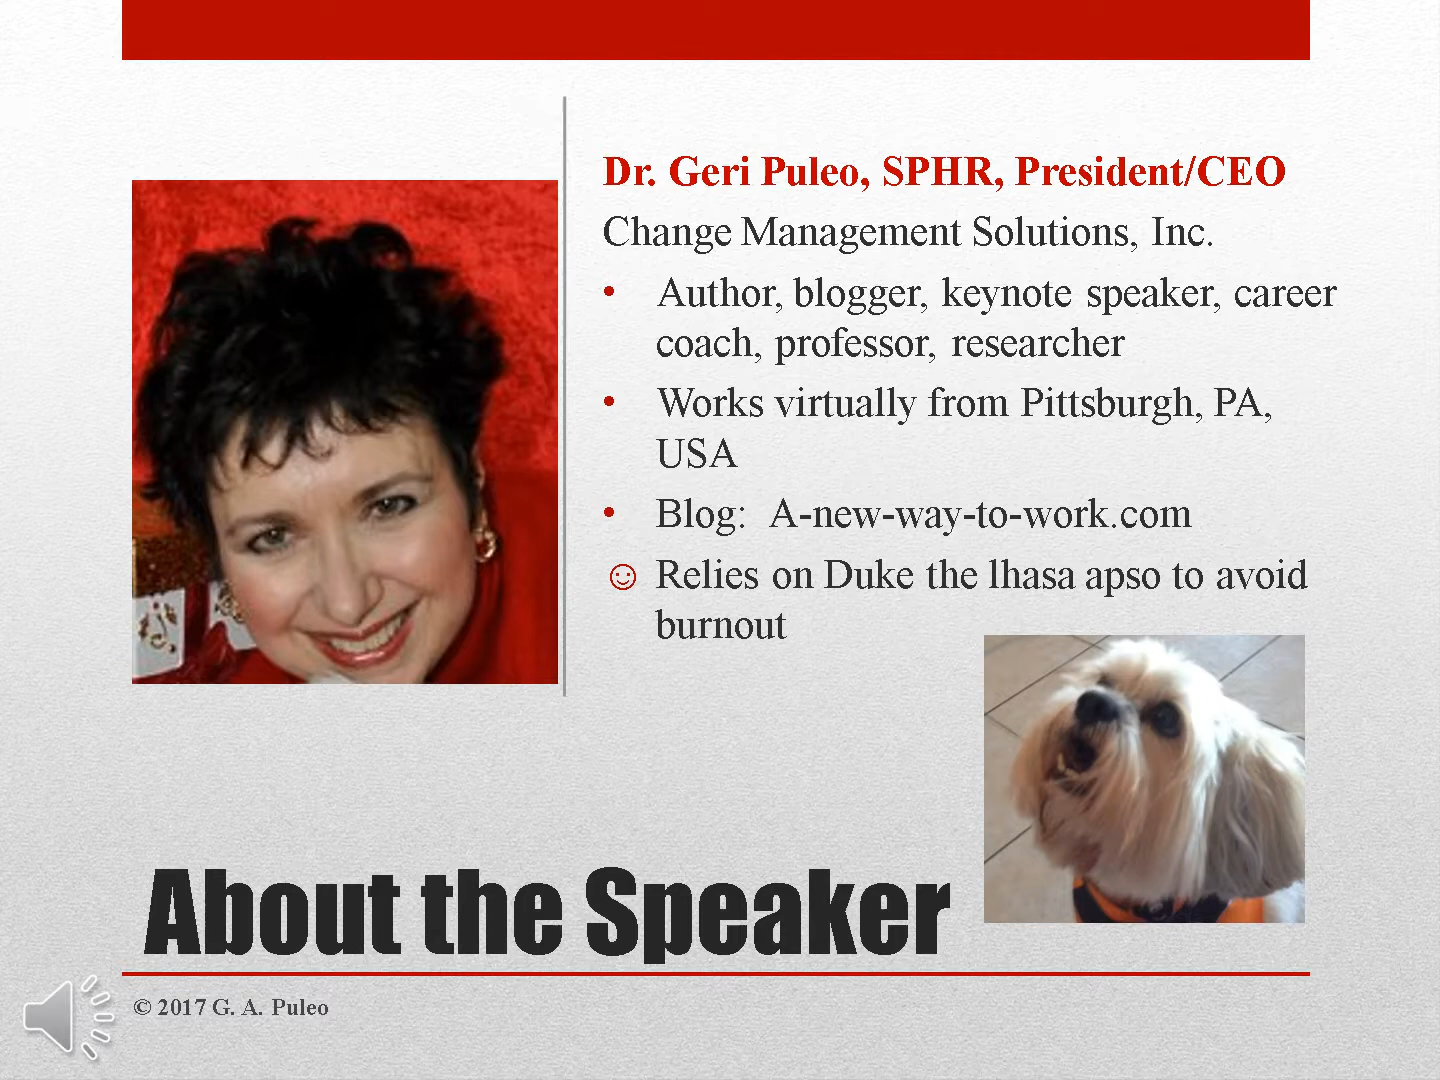 Dr. Geri Puleo, SPHR, President/CEO
Change Management Solutions, Inc.
• Author, blogger, keynote speaker, career
coach, professor, researcher
• Works virtually from Pittsburgh, PA,
USA
• Blog: A-new-way-to-work.com
☺ Relies on Duke the lhasa apso to avoid
burnout
About the Speaker
© 2017 G. A. Puleo